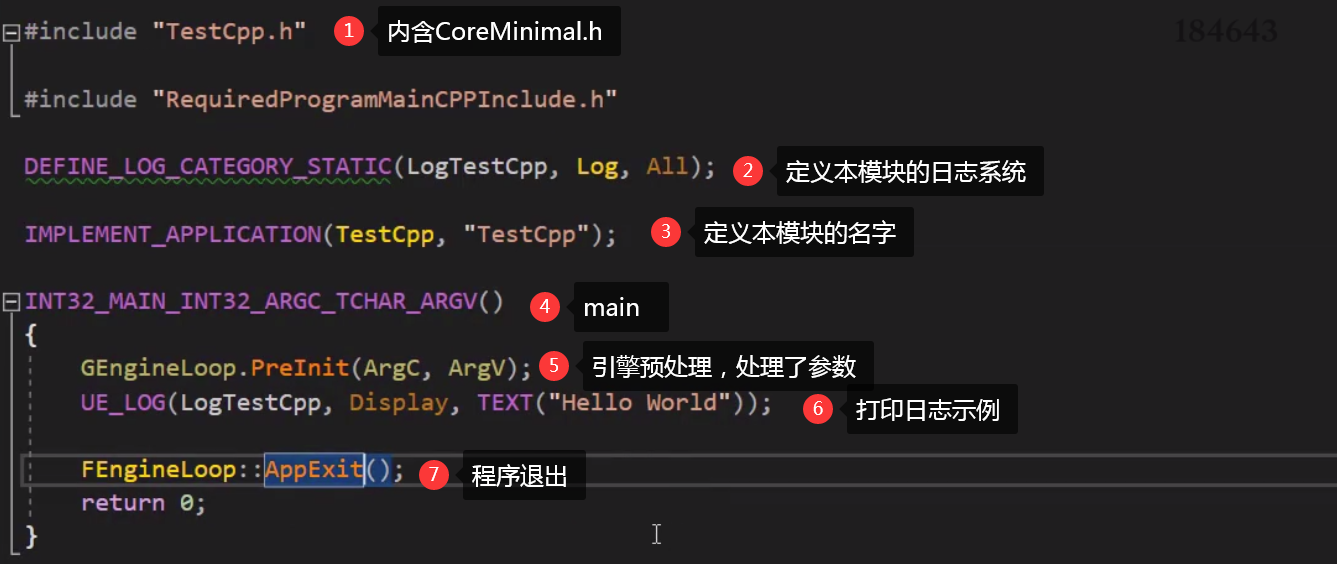 #include "TestCpp.h" 1 内含CoreMinimal.h 184643
#include "RequiredProgramMainCPPInclude.h"
DEFINE_LOG_CATEGORY_STATIC(LogTestCpp, Log, All); 2 定义本模块的日志系统
IMPLEMENT_APPLICATION(TestCpp, "TestCpp"); 3 定义本模块的名字
INT32_MAIN_INT32_ARGC_TCHAR_ARGV() 4 main
{
GEngineLoop.PreInit(ArgC, ArgV); 5 引擎预处理，处理了参数
UE_LOG(LogTestCpp, Display, TEXT("Hello World")); 6 打印日志示例
FEngineLoop::AppExit(); 7 程序退出
return 0;
}